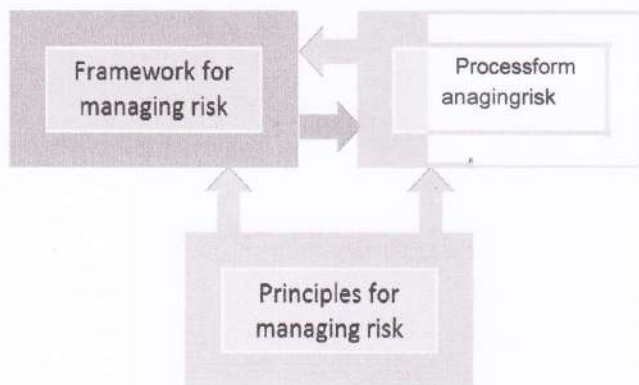 Framework for
managing risk
Processform
anagingrisk
Principles for
managing risk